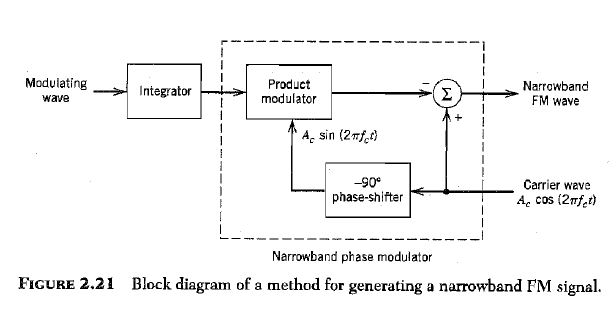 Modulating
wave
Integrator
Product
modulator
−
Σ
+
Narrowband
FM wave
A_c sin (2πf_ct)
−90°
phase-shifter
Carrier wave
A_c cos (2πf_ct)
Narrowband phase modulator
FIGURE 2.21 Block diagram of a method for generating a narrowband FM signal.